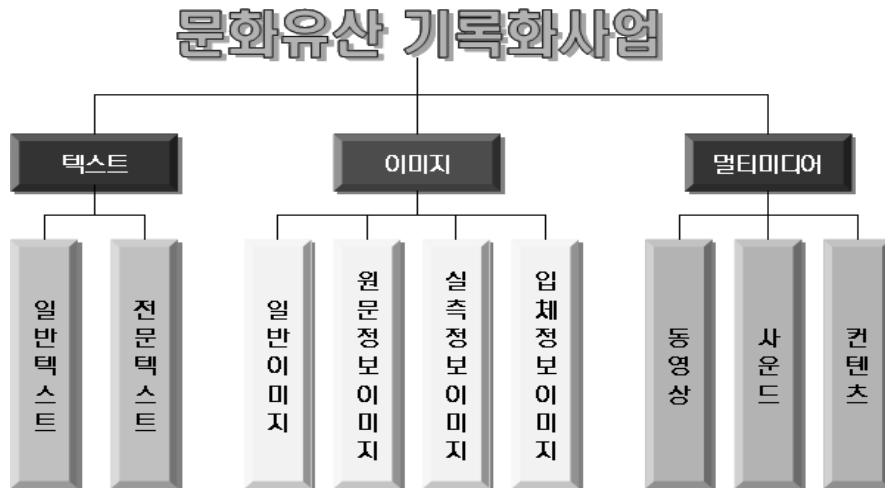 문화유산 기록화사업
텍스트
이미지
멀티미디어
일반텍스트
전문텍스트
일반이미지
원문정보이미지
실측정보이미지
입체정보이미지
동영상
사운드
컨텐츠